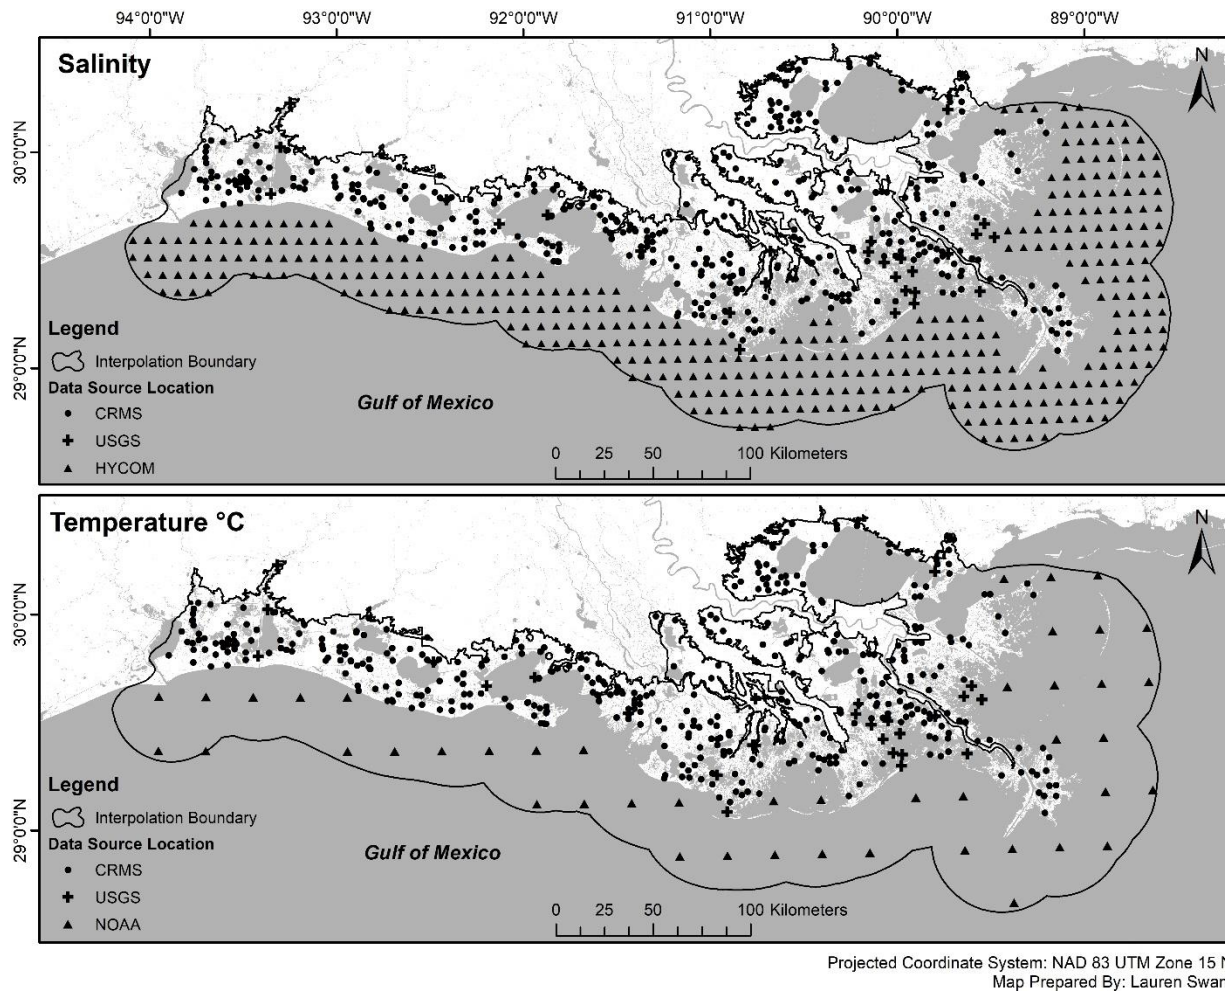 94°0'0"W 93°0'0"W 92°0'0"W 91°0'0"W 90°0'0"W 89°0'0"W
Salinity
N
30°0'0"N
Legend
Interpolation Boundary
29°0'0"N
Data Source Location
CRMS
Gulf of Mexico
USGS
0 25 50 100 Kilometers
HYCOM
Temperature °C
N
30°0'0"N
Legend
Interpolation Boundary
29°0'0"N
Data Source Location
Gulf of Mexico
CRMS
USGS
0 25 50 100 Kilometers
NOAA
Projected Coordinate System: NAD 83 UTM Zone 15 N
Map Prepared By: Lauren Swan